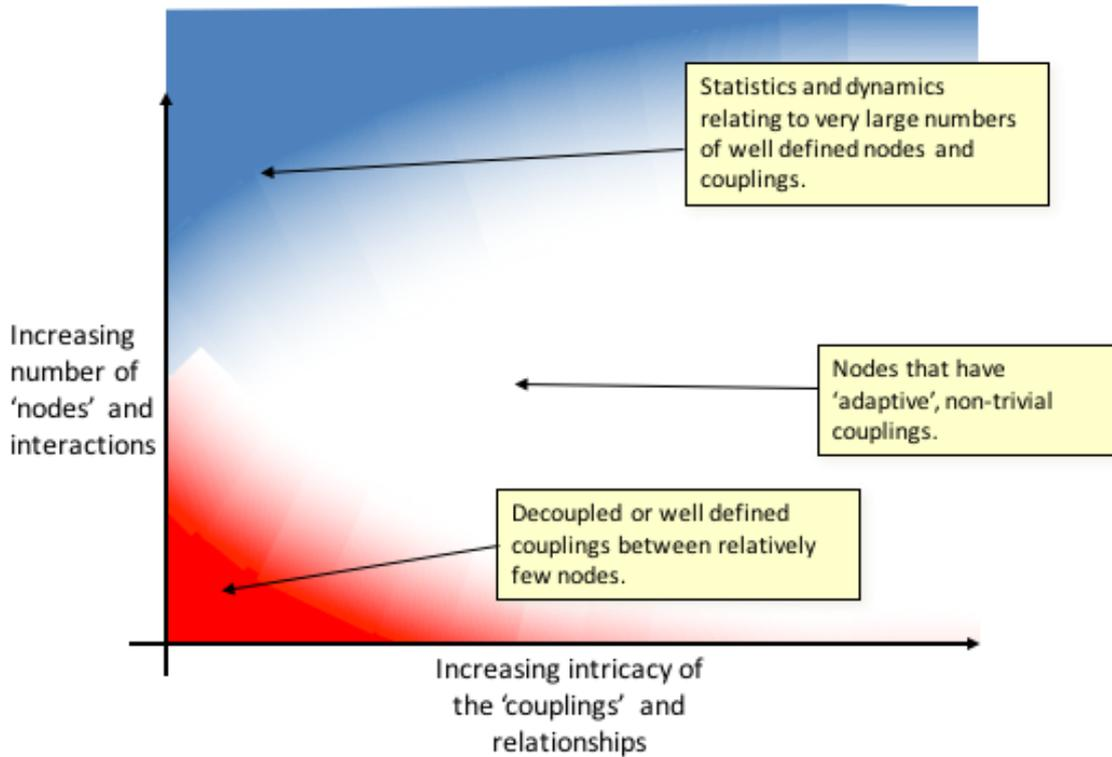 Statistics and dynamics
relating to very large numbers
of well defined nodes and
couplings.
Increasing
number of
‘nodes’ and
interactions
Nodes that have
‘adaptive’, non-trivial
couplings.
Decoupled or well defined
couplings between relatively
few nodes.
Increasing intricacy of
the ‘couplings’ and
relationships